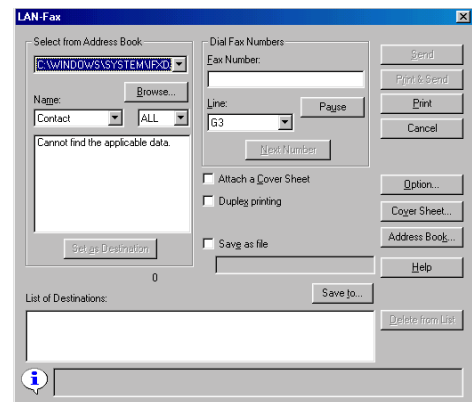 LAN-Fax
Select from Address Book
C:\WINDOWS\SYSTEM\IFXD
Browse...
Name:
Contact
ALL
Cannot find the applicable data.
Set as Destination
0
Dial Fax Numbers
Fax Number:
Line:
G3
Pause
Next Number
Attach a Cover Sheet
Duplex printing
Save as file
Save to...
Send
Print & Send
Print
Cancel
Option...
Cover Sheet...
Address Book...
Help
List of Destinations:
Delete from List